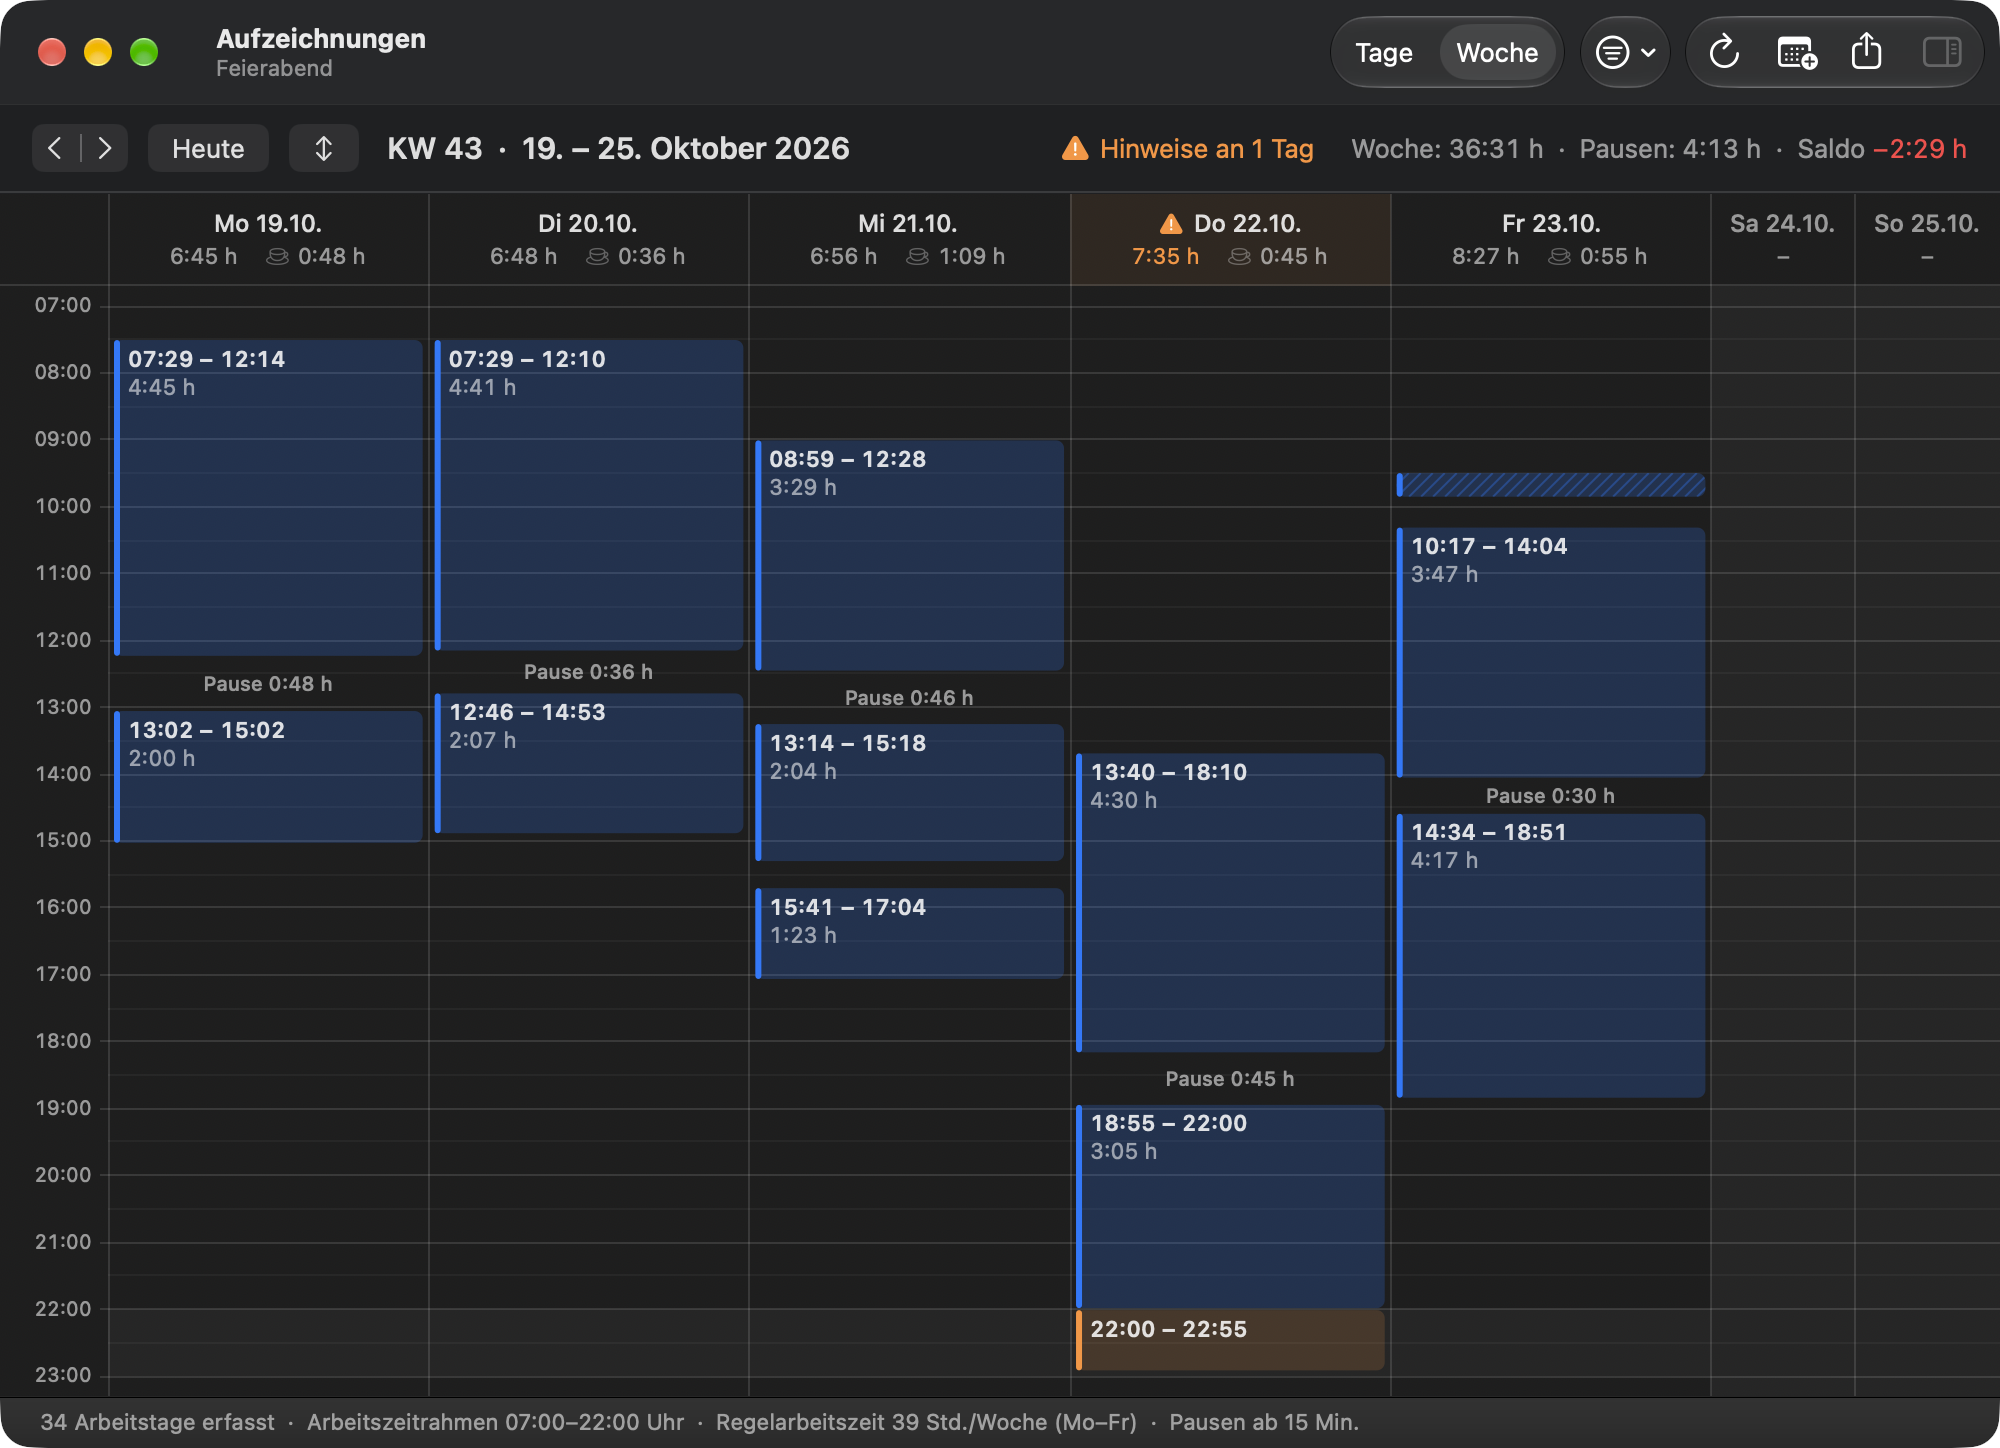 Aufzeichnungen
Feierabend
Tage Woche
Heute
KW 43 · 19. – 25. Oktober 2026
Hinweise an 1 Tag
Woche: 36:31 h · Pausen: 4:13 h · Saldo −2:29 h
Mo 19.10.
6:45 h 0:48 h
Di 20.10.
6:48 h 0:36 h
Mi 21.10.
6:56 h 1:09 h
Do 22.10.
7:35 h 0:45 h
Fr 23.10.
8:27 h 0:55 h
Sa 24.10.
–
So 25.10.
–
07:00
08:00
09:00
10:00
11:00
12:00
13:00
14:00
15:00
16:00
17:00
18:00
19:00
20:00
21:00
22:00
23:00
07:29 – 12:14
4:45 h
Pause 0:48 h
13:02 – 15:02
2:00 h
07:29 – 12:10
4:41 h
Pause 0:36 h
12:46 – 14:53
2:07 h
08:59 – 12:28
3:29 h
Pause 0:46 h
13:14 – 15:18
2:04 h
15:41 – 17:04
1:23 h
13:40 – 18:10
4:30 h
Pause 0:45 h
18:55 – 22:00
3:05 h
22:00 – 22:55
10:17 – 14:04
3:47 h
Pause 0:30 h
14:34 – 18:51
4:17 h
34 Arbeitstage erfasst · Arbeitszeitrahmen 07:00–22:00 Uhr · Regelarbeitszeit 39 Std./Woche (Mo–Fr) · Pausen ab 15 Min.